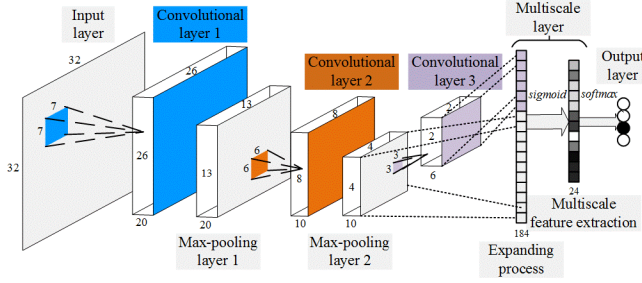 Input
layer
Convolutional
layer 1
Multiscale
layer
Convolutional
layer 2
Convolutional
layer 3
Output
layer
32
32
7
7
26
26
20
13
13
20
6
6
8
8
10
4
4
10
3
3
2
2
6
sigmoid
softmax
184
24
Max-pooling
layer 1
Max-pooling
layer 2
Expanding
process
Multiscale
feature extraction